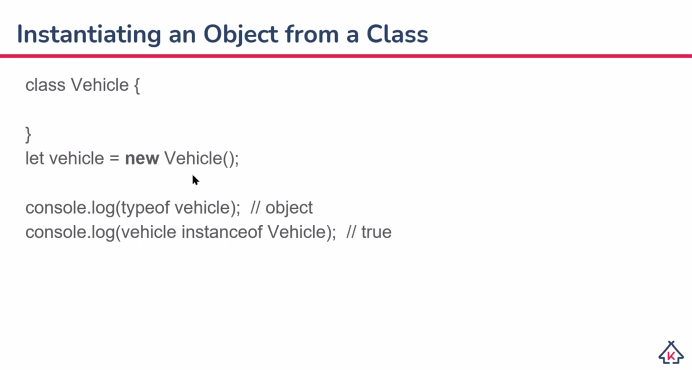 Instantiating an Object from a Class
class Vehicle {
}
let vehicle = new Vehicle();
console.log(typeof vehicle);  // object
console.log(vehicle instanceof Vehicle);  // true
K